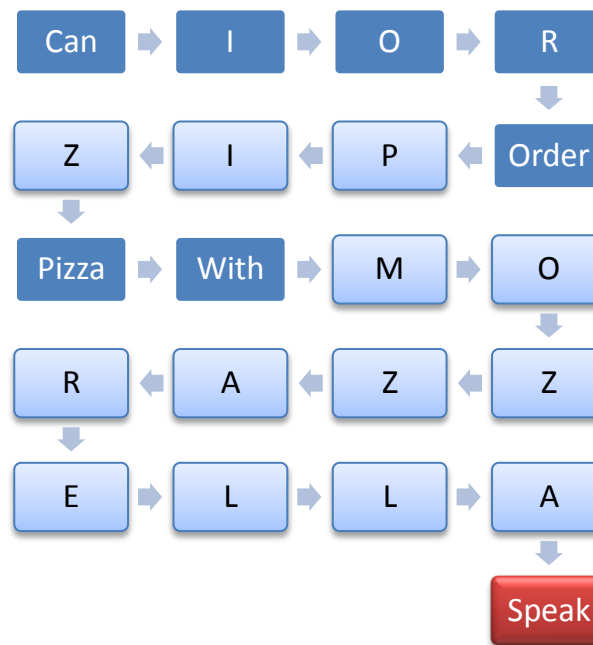 Can I O R
Order P I Z
Pizza With M O
Z Z A R
E L L A
Speak